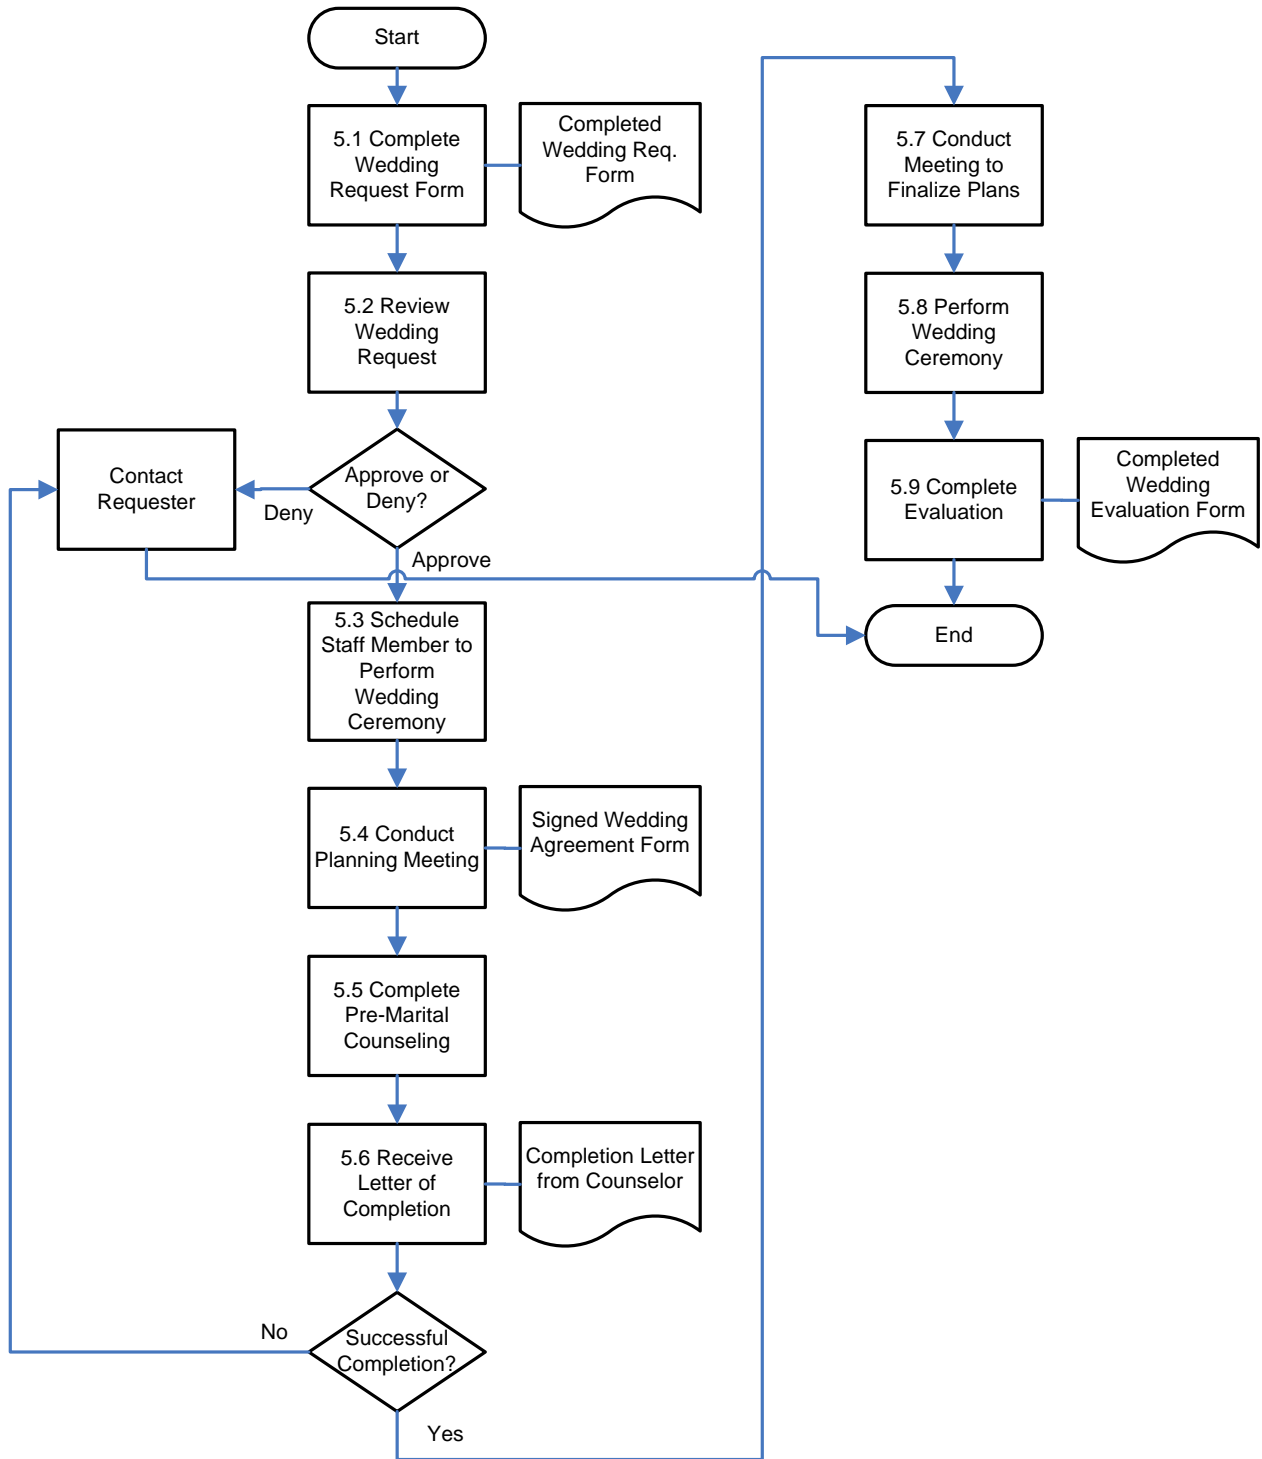 Start
5.1 Complete
Wedding
Request Form
Completed
Wedding Req.
Form
5.2 Review
Wedding
Request
Approve or
Deny?
Deny
Contact
Requester
Approve
5.3 Schedule
Staff Member to
Perform
Wedding
Ceremony
5.4 Conduct
Planning Meeting
Signed Wedding
Agreement Form
5.5 Complete
Pre-Marital
Counseling
5.6 Receive
Letter of
Completion
Completion Letter
from Counselor
Successful
Completion?
No
Yes
5.7 Conduct
Meeting to
Finalize Plans
5.8 Perform
Wedding
Ceremony
5.9 Complete
Evaluation
Completed
Wedding
Evaluation Form
End